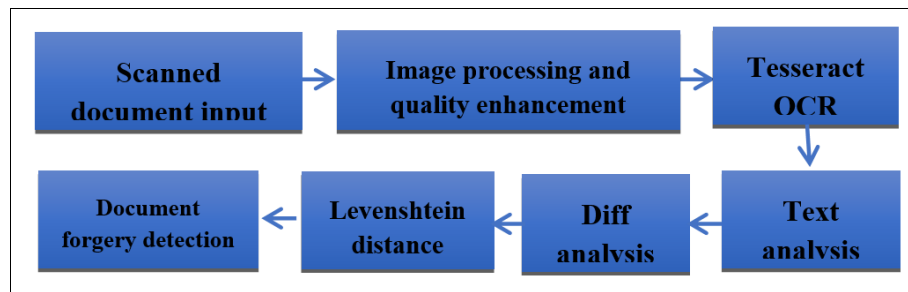 Scanned
document input
Image processing and
quality enhancement
Tesseract
OCR
Text
analysis
Diff
analysis
Levenshtein
distance
Document
forgery detection